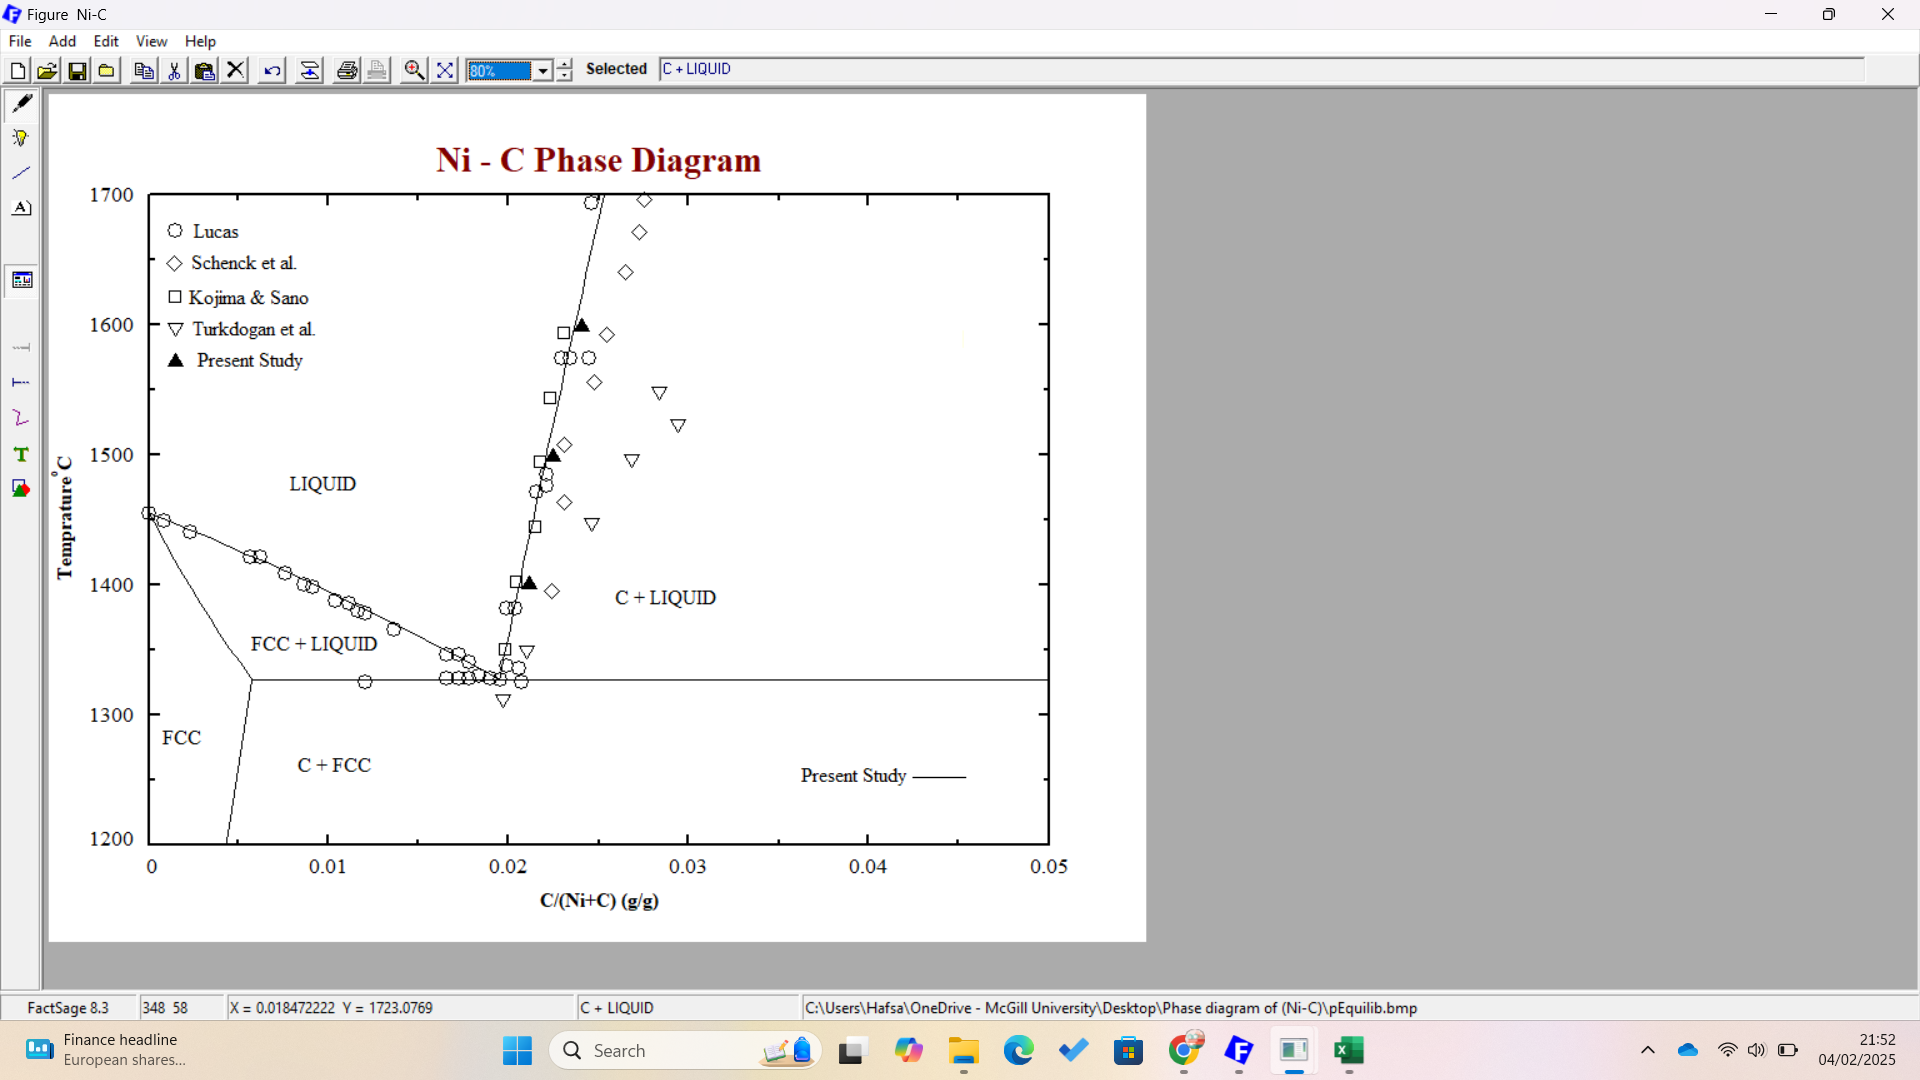 Figure  Ni-C
File Add Edit View Help
80% Selected C + LIQUID
Ni - C Phase Diagram
1700
1600
1500
1400
1300
1200
Temprature°C
Lucas
Schenck et al.
Kojima & Sano
Turkdogan et al.
Present Study
LIQUID
C + LIQUID
FCC + LIQUID
FCC
C + FCC
Present Study
0 0.01 0.02 0.03 0.04 0.05
C/(Ni+C) (g/g)
A
T
FactSage 8.3 348 58 X = 0.018472222 Y = 1723.0769 C + LIQUID C:\Users\Hafsa\OneDrive - McGill University\Desktop\Phase diagram of (Ni-C)\pEquilib.bmp
Finance headline
European shares...
Search
21:52
04/02/2025